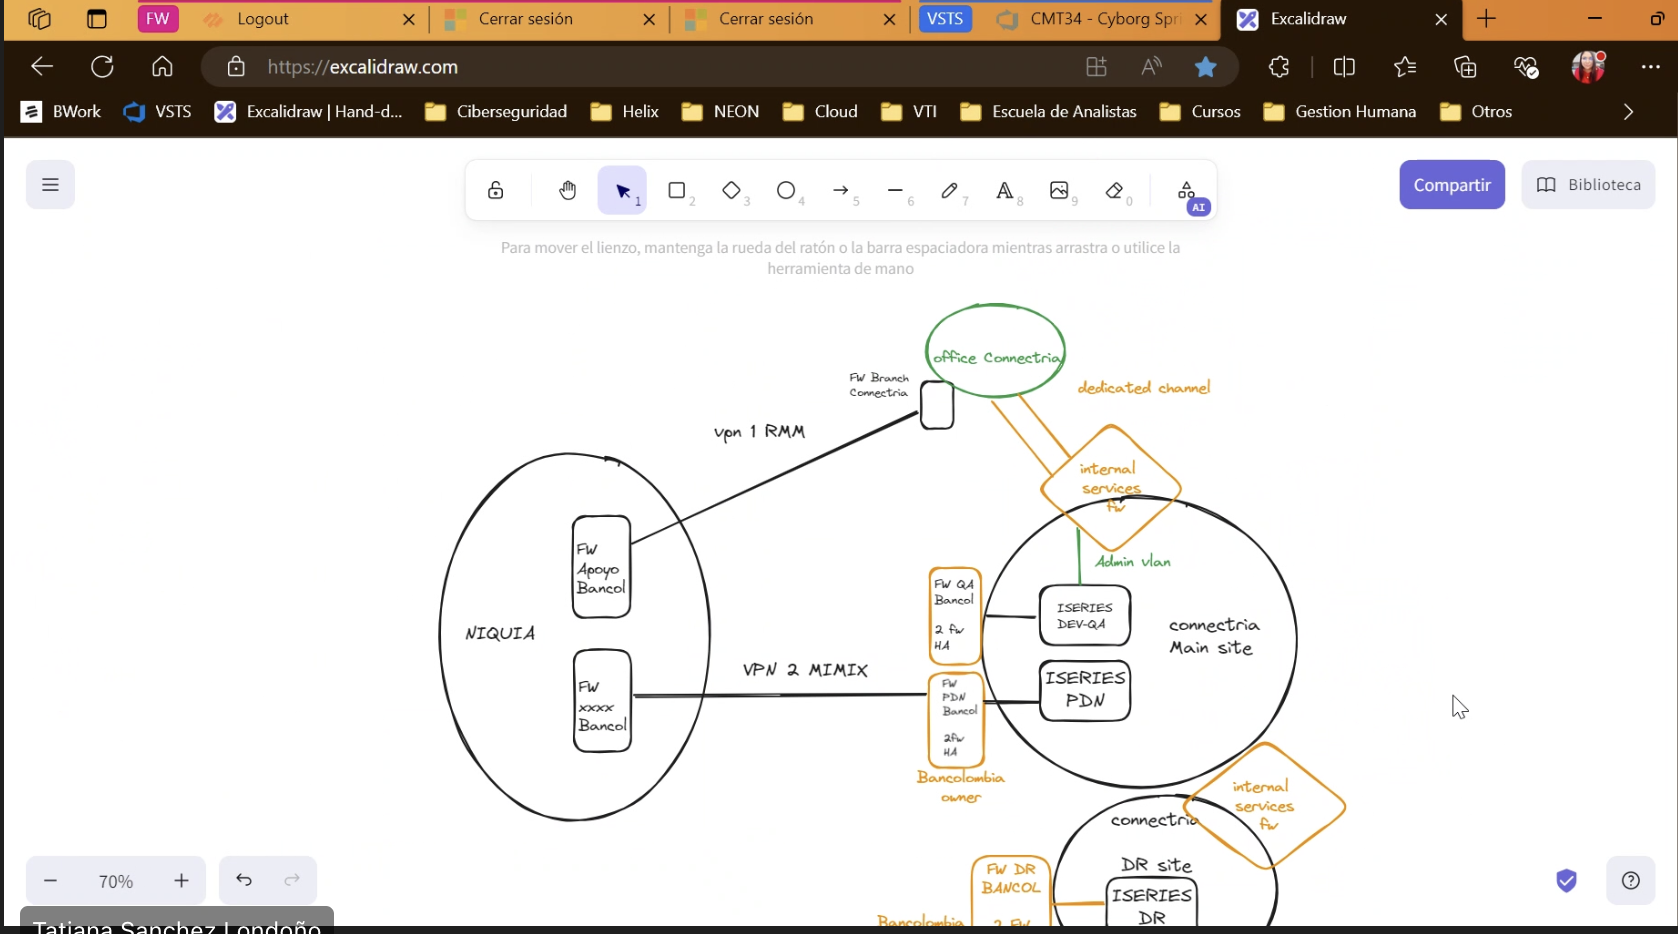 FW
Logout
Cerrar sesión
Cerrar sesión
VSTS
CMT34 - Cyborg Spri
Excalidraw
https://excalidraw.com
BWork
VSTS
Excalidraw | Hand-d...
Ciberseguridad
Helix
NEON
Cloud
VTI
Escuela de Analistas
Cursos
Gestion Humana
Otros
1
2
3
4
5
6
7
8
9
0
AI
Compartir
Biblioteca
Para mover el lienzo, mantenga la rueda del ratón o la barra espaciadora mientras arrastra o utilice la
herramienta de mano
office Connectria
FW Branch
Connectria
dedicated channel
vpn 1 RMM
internal
services
fw
Admin vlan
FW
Apoyo
Bancol
FW QA
Bancol
2 fw
HA
ISERIES
DEV-QA
connectria
Main site
NIQUIA
VPN 2 MIMIX
ISERIES
PDN
FW
xxxx
Bancol
FW
PDN
Bancol
2fw
HA
Bancolombia
owner
internal
services
fw
connectria
DR site
FW DR
BANCOL
2 FW
ISERIES
DR
Bancolombia
70%
Tatiana Sanchez Londoño